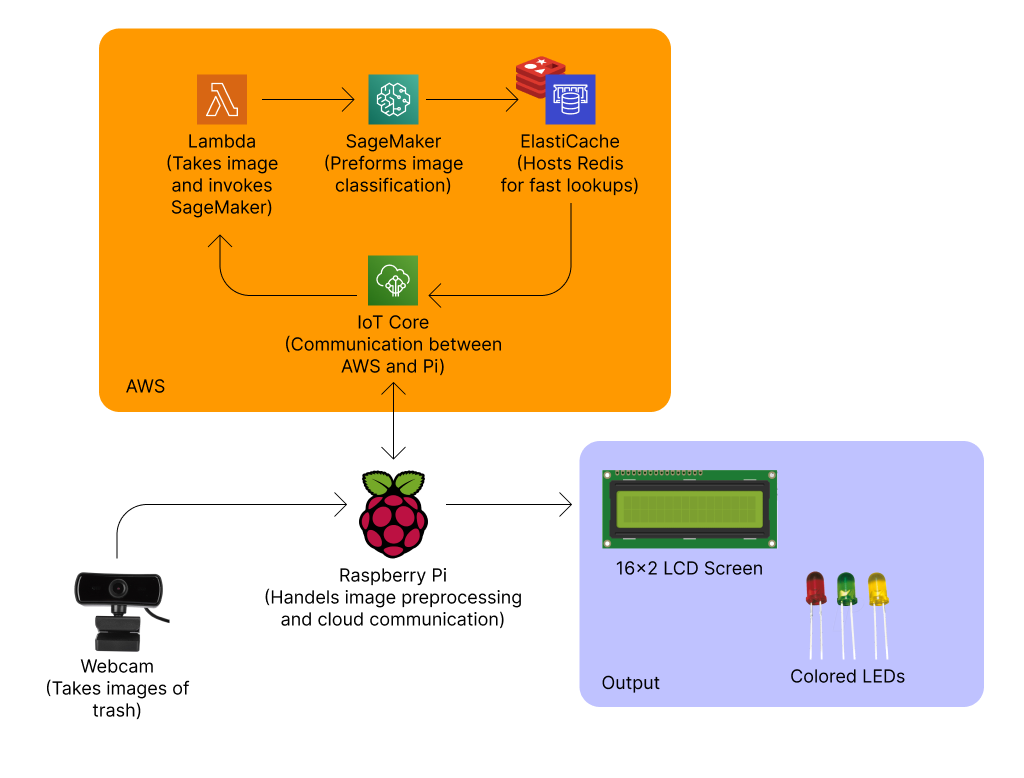 Lambda
(Takes image
and invokes
SageMaker)
SageMaker
(Preforms image
classification)
ElastiCache
(Hosts Redis
for fast lookups)
IoT Core
(Communication between
AWS and Pi)
AWS
Raspberry Pi
(Handels image preprocessing
and cloud communication)
Webcam
(Takes images of
trash)
16×2 LCD Screen
Colored LEDs
Output